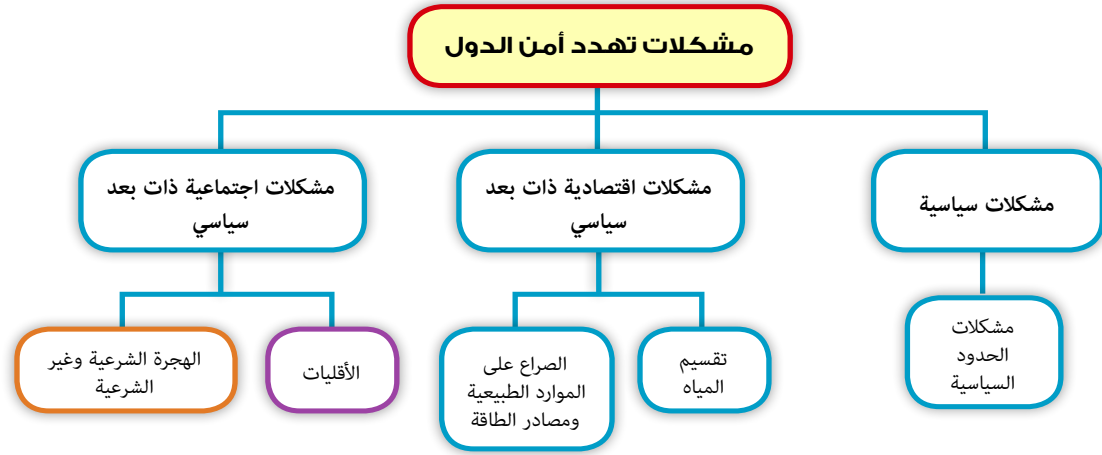 مشكلات تهدد أمن الدول
مشكلات سياسية
مشكلات اقتصادية ذات بعد
سياسي
مشكلات اجتماعية ذات بعد
سياسي
مشكلات
الحدود
السياسية
تقسيم
المياه
الصراع على
الموارد الطبيعية
ومصادر الطاقة
الأقليات
الهجرة الشرعية وغير
الشرعية